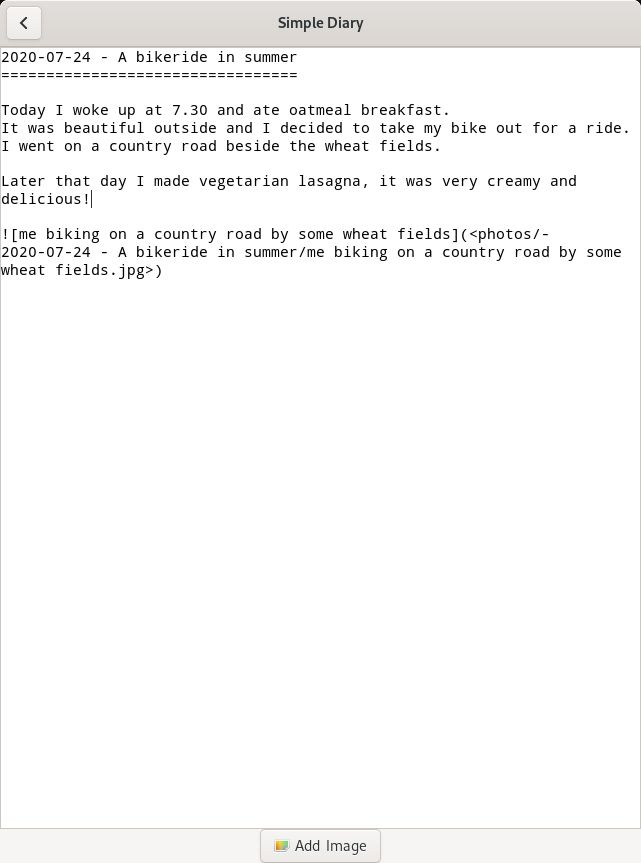 Simple Diary
2020-07-24 - A bikeride in summer
=================================
Today I woke up at 7.30 and ate oatmeal breakfast.
It was beautiful outside and I decided to take my bike out for a ride.
I went on a country road beside the wheat fields.
Later that day I made vegetarian lasagna, it was very creamy and
delicious!
![me biking on a country road by some wheat fields](<photos/-
2020-07-24 - A bikeride in summer/me biking on a country road by some
wheat fields.jpg>)
Add Image